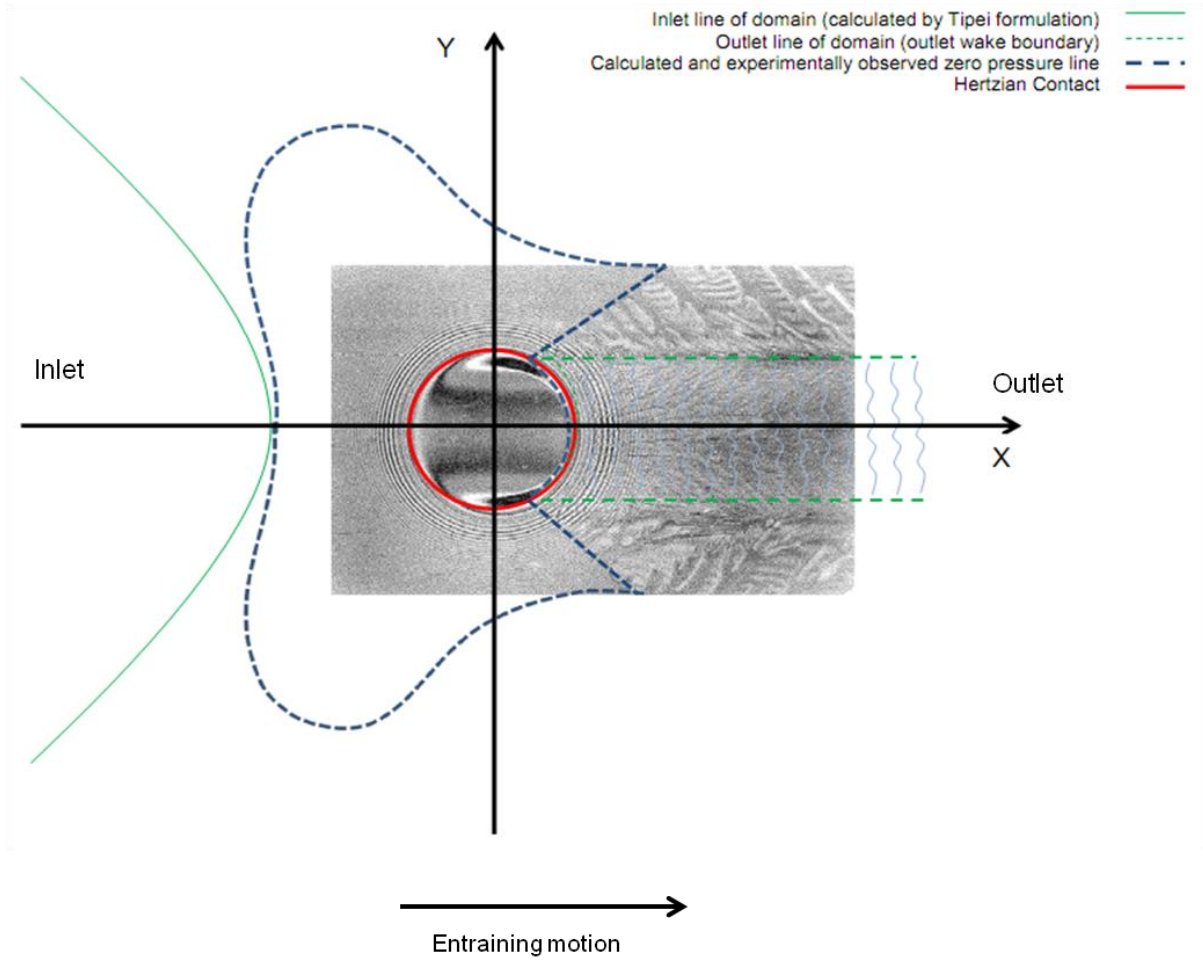 Inlet line of domain (calculated by Tipei formulation)
Outlet line of domain (outlet wake boundary)
Calculated and experimentally observed zero pressure line
Hertzian Contact
Y
Inlet
Outlet
X
Entraining motion